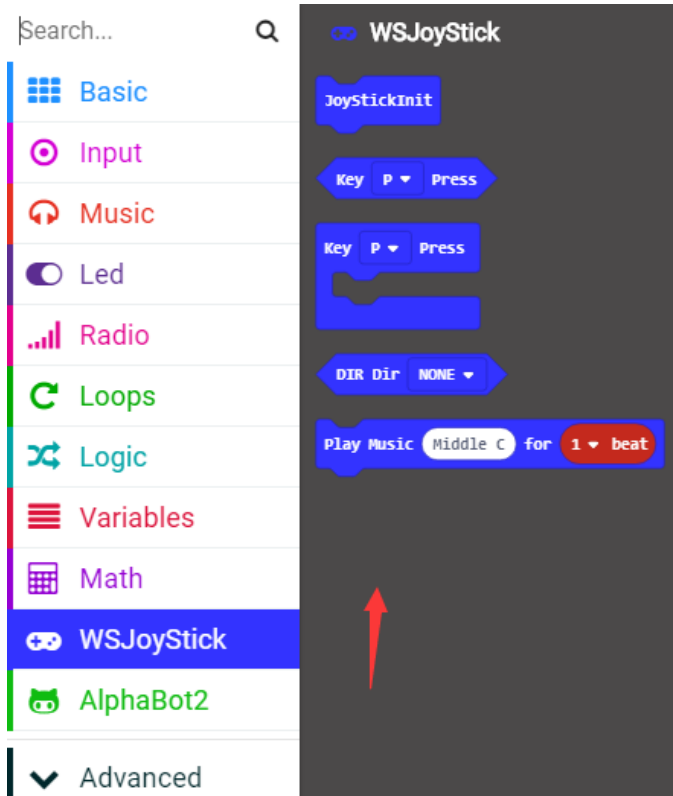 Search...
Basic
Input
Music
Led
Radio
Loops
Logic
Variables
Math
WSJoyStick
AlphaBot2
Advanced
WSJoyStick
JoyStickInit
Key P Press
Key P Press
DIR Dir NONE
Play Music Middle C for 1 beat